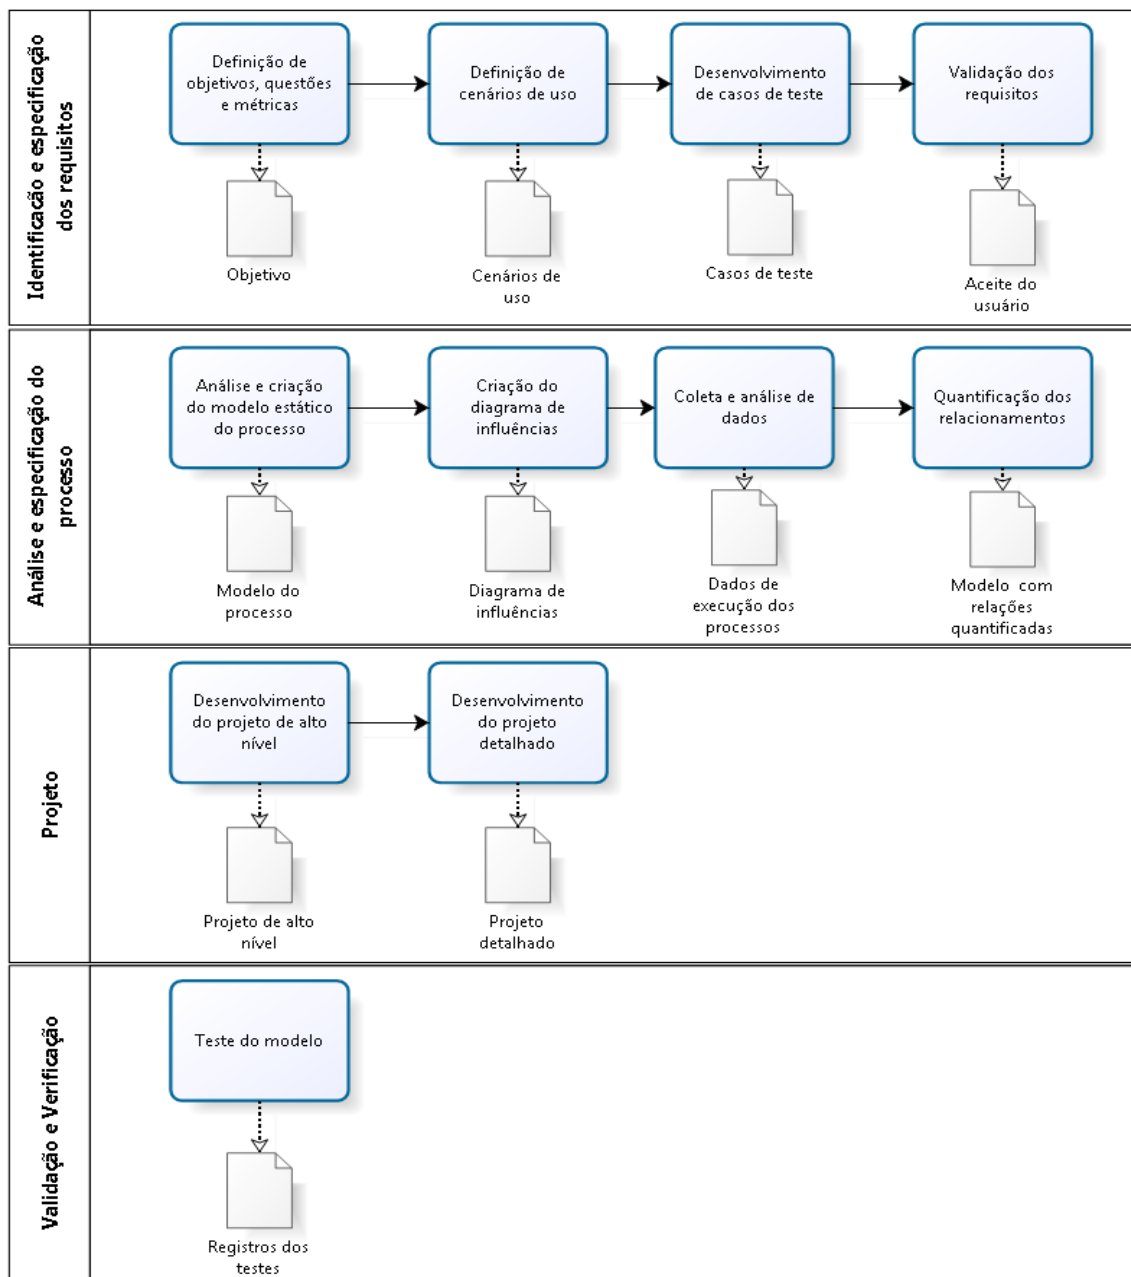 Identificação e especificação
dos requisitos
Definição de
objetivos, questões
e métricas
Definição de
cenários de uso
Desenvolvimento
de casos de teste
Validação dos
requisitos
Objetivo
Cenários de
uso
Casos de teste
Aceite do
usuário
Análise e especificação do
processo
Análise e criação
do modelo estático
do processo
Criação do
diagrama de
influências
Coleta e análise de
dados
Quantificação dos
relacionamentos
Modelo do
processo
Diagrama de
influências
Dados de
execução dos
processos
Modelo com
relações
quantificadas
Projeto
Desenvolvimento
do projeto de alto
nível
Desenvolvimento
do projeto
detalhado
Projeto de alto
nível
Projeto
detalhado
Validação e Verificação
Teste do modelo
Registros dos
testes